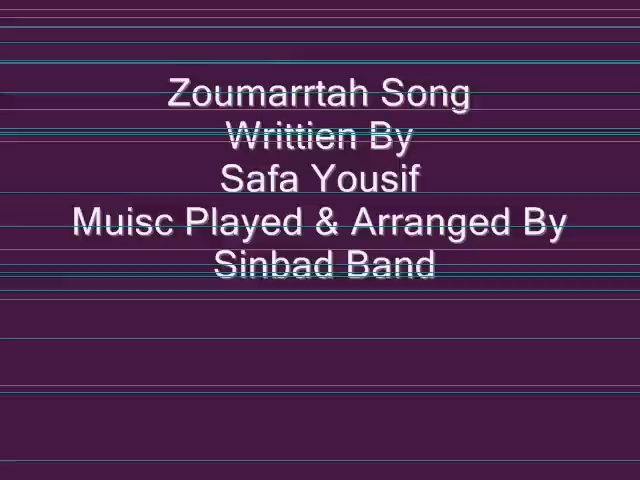 Zoumarrtah Song
Writtien By
Safa Yousif
Muisc Played & Arranged By
Sinbad Band